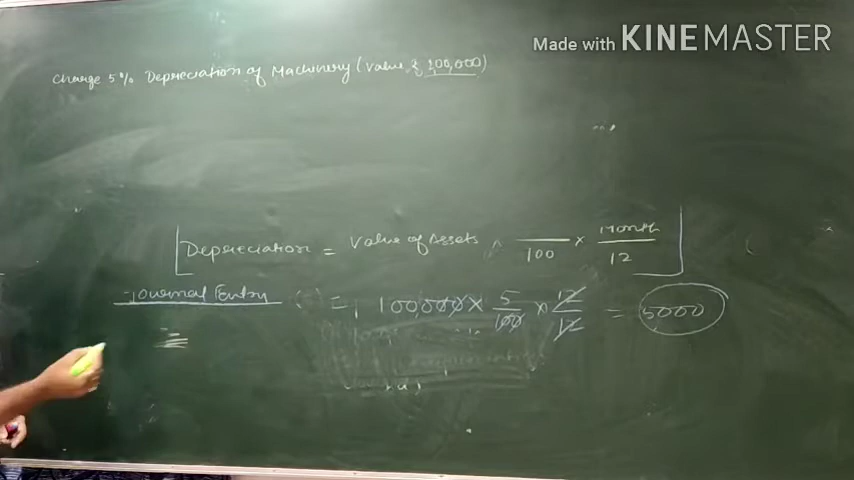 Made with KINEMASTER
Charge 5% Depreciation of Machinery (Value ₹ 100,000)
Depreciation = Value of Assets × ___ / 100 × Month / 12
Journal Entry = 100,000 × 5/100 × 12/12 = 5000